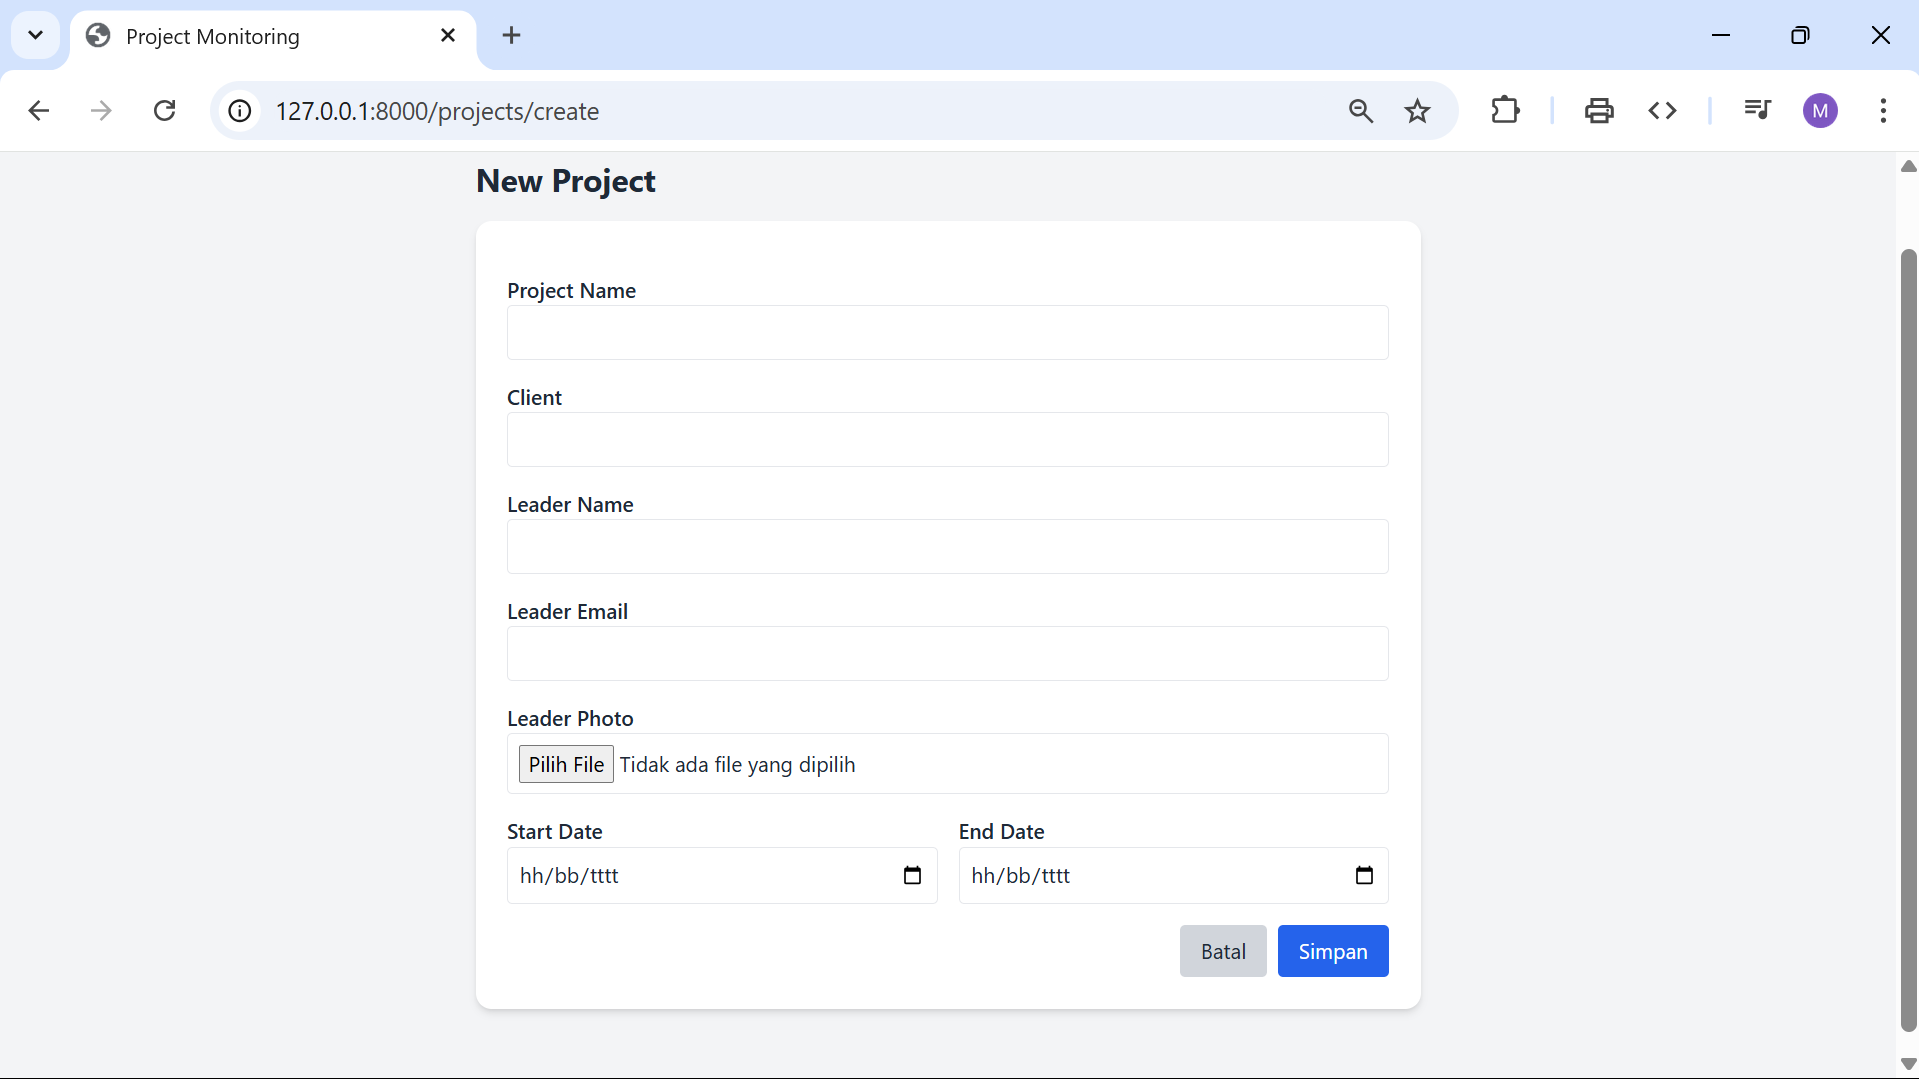 Project Monitoring
127.0.0.1:8000/projects/create
M
New Project
Project Name
Client
Leader Name
Leader Email
Leader Photo
Pilih File Tidak ada file yang dipilih
Start Date End Date
hh/bb/tttt hh/bb/tttt
Batal Simpan